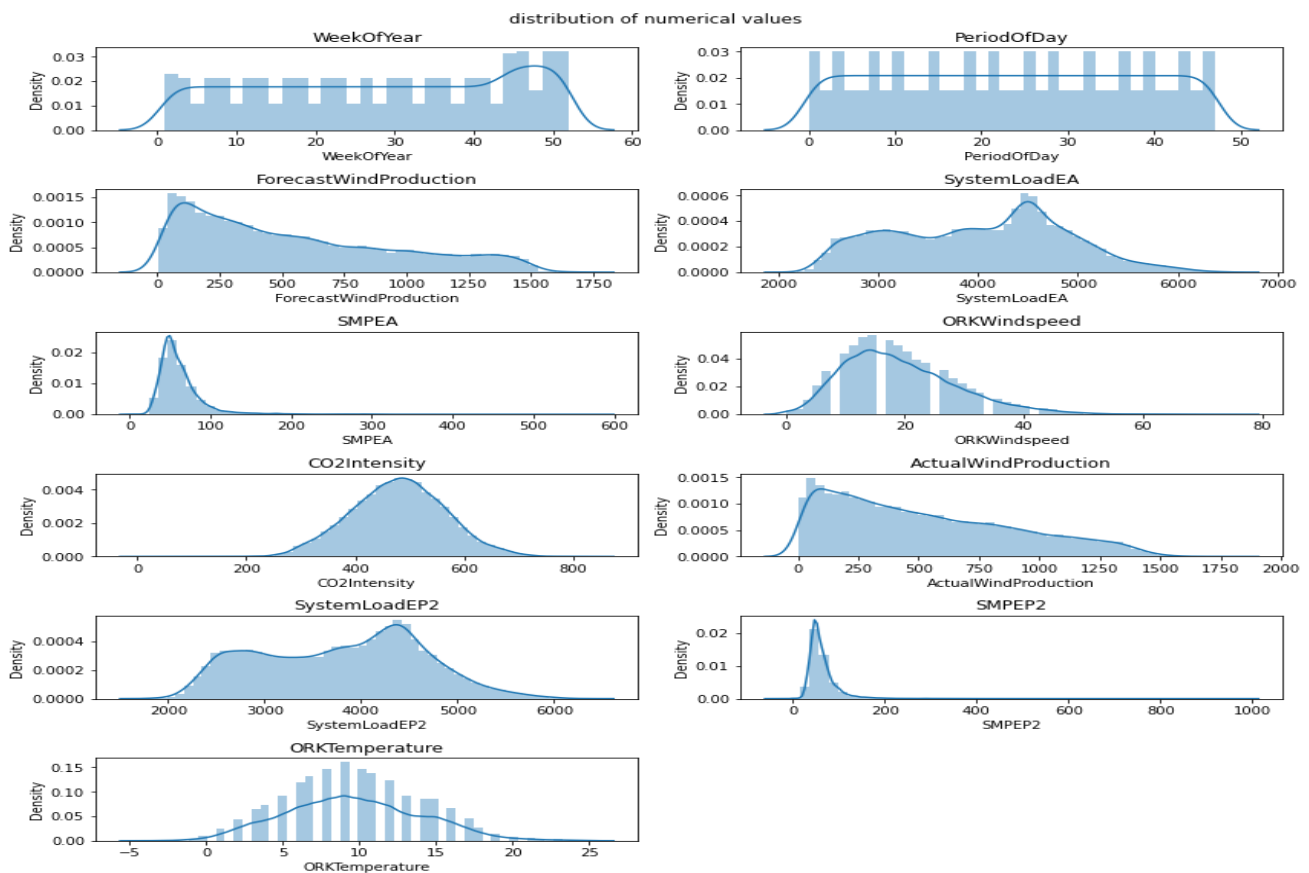 distribution of numerical values
WeekOfYear
Density
0.03
0.02
0.01
0.00
0 10 20 30 40 50 60
WeekOfYear
PeriodOfDay
Density
0.03
0.02
0.01
0.00
0 10 20 30 40 50
PeriodOfDay
ForecastWindProduction
Density
0.0015
0.0010
0.0005
0.0000
0 250 500 750 1000 1250 1500 1750
ForecastWindProduction
SystemLoadEA
Density
0.0006
0.0004
0.0002
0.0000
2000 3000 4000 5000 6000 7000
SystemLoadEA
SMPEA
Density
0.02
0.01
0.00
0 100 200 300 400 500 600
SMPEA
ORKWindspeed
Density
0.04
0.02
0.00
0 20 40 60 80
ORKWindspeed
CO2Intensity
Density
0.004
0.002
0.000
0 200 400 600 800
CO2Intensity
ActualWindProduction
Density
0.0015
0.0010
0.0005
0.0000
0 250 500 750 1000 1250 1500 1750 2000
ActualWindProduction
SystemLoadEP2
Density
0.0004
0.0002
0.0000
2000 3000 4000 5000 6000
SystemLoadEP2
SMPEP2
Density
0.02
0.01
0.00
0 200 400 600 800 1000
SMPEP2
ORKTemperature
Density
0.15
0.10
0.05
0.00
−5 0 5 10 15 20 25
ORKTemperature